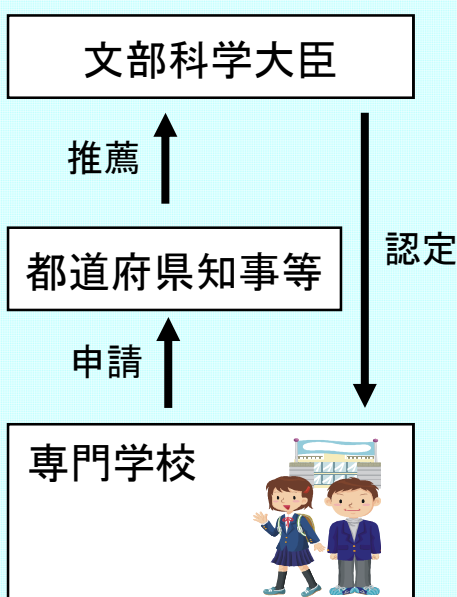 文部科学大臣
推薦
都道府県知事等
認定
申請
専門学校